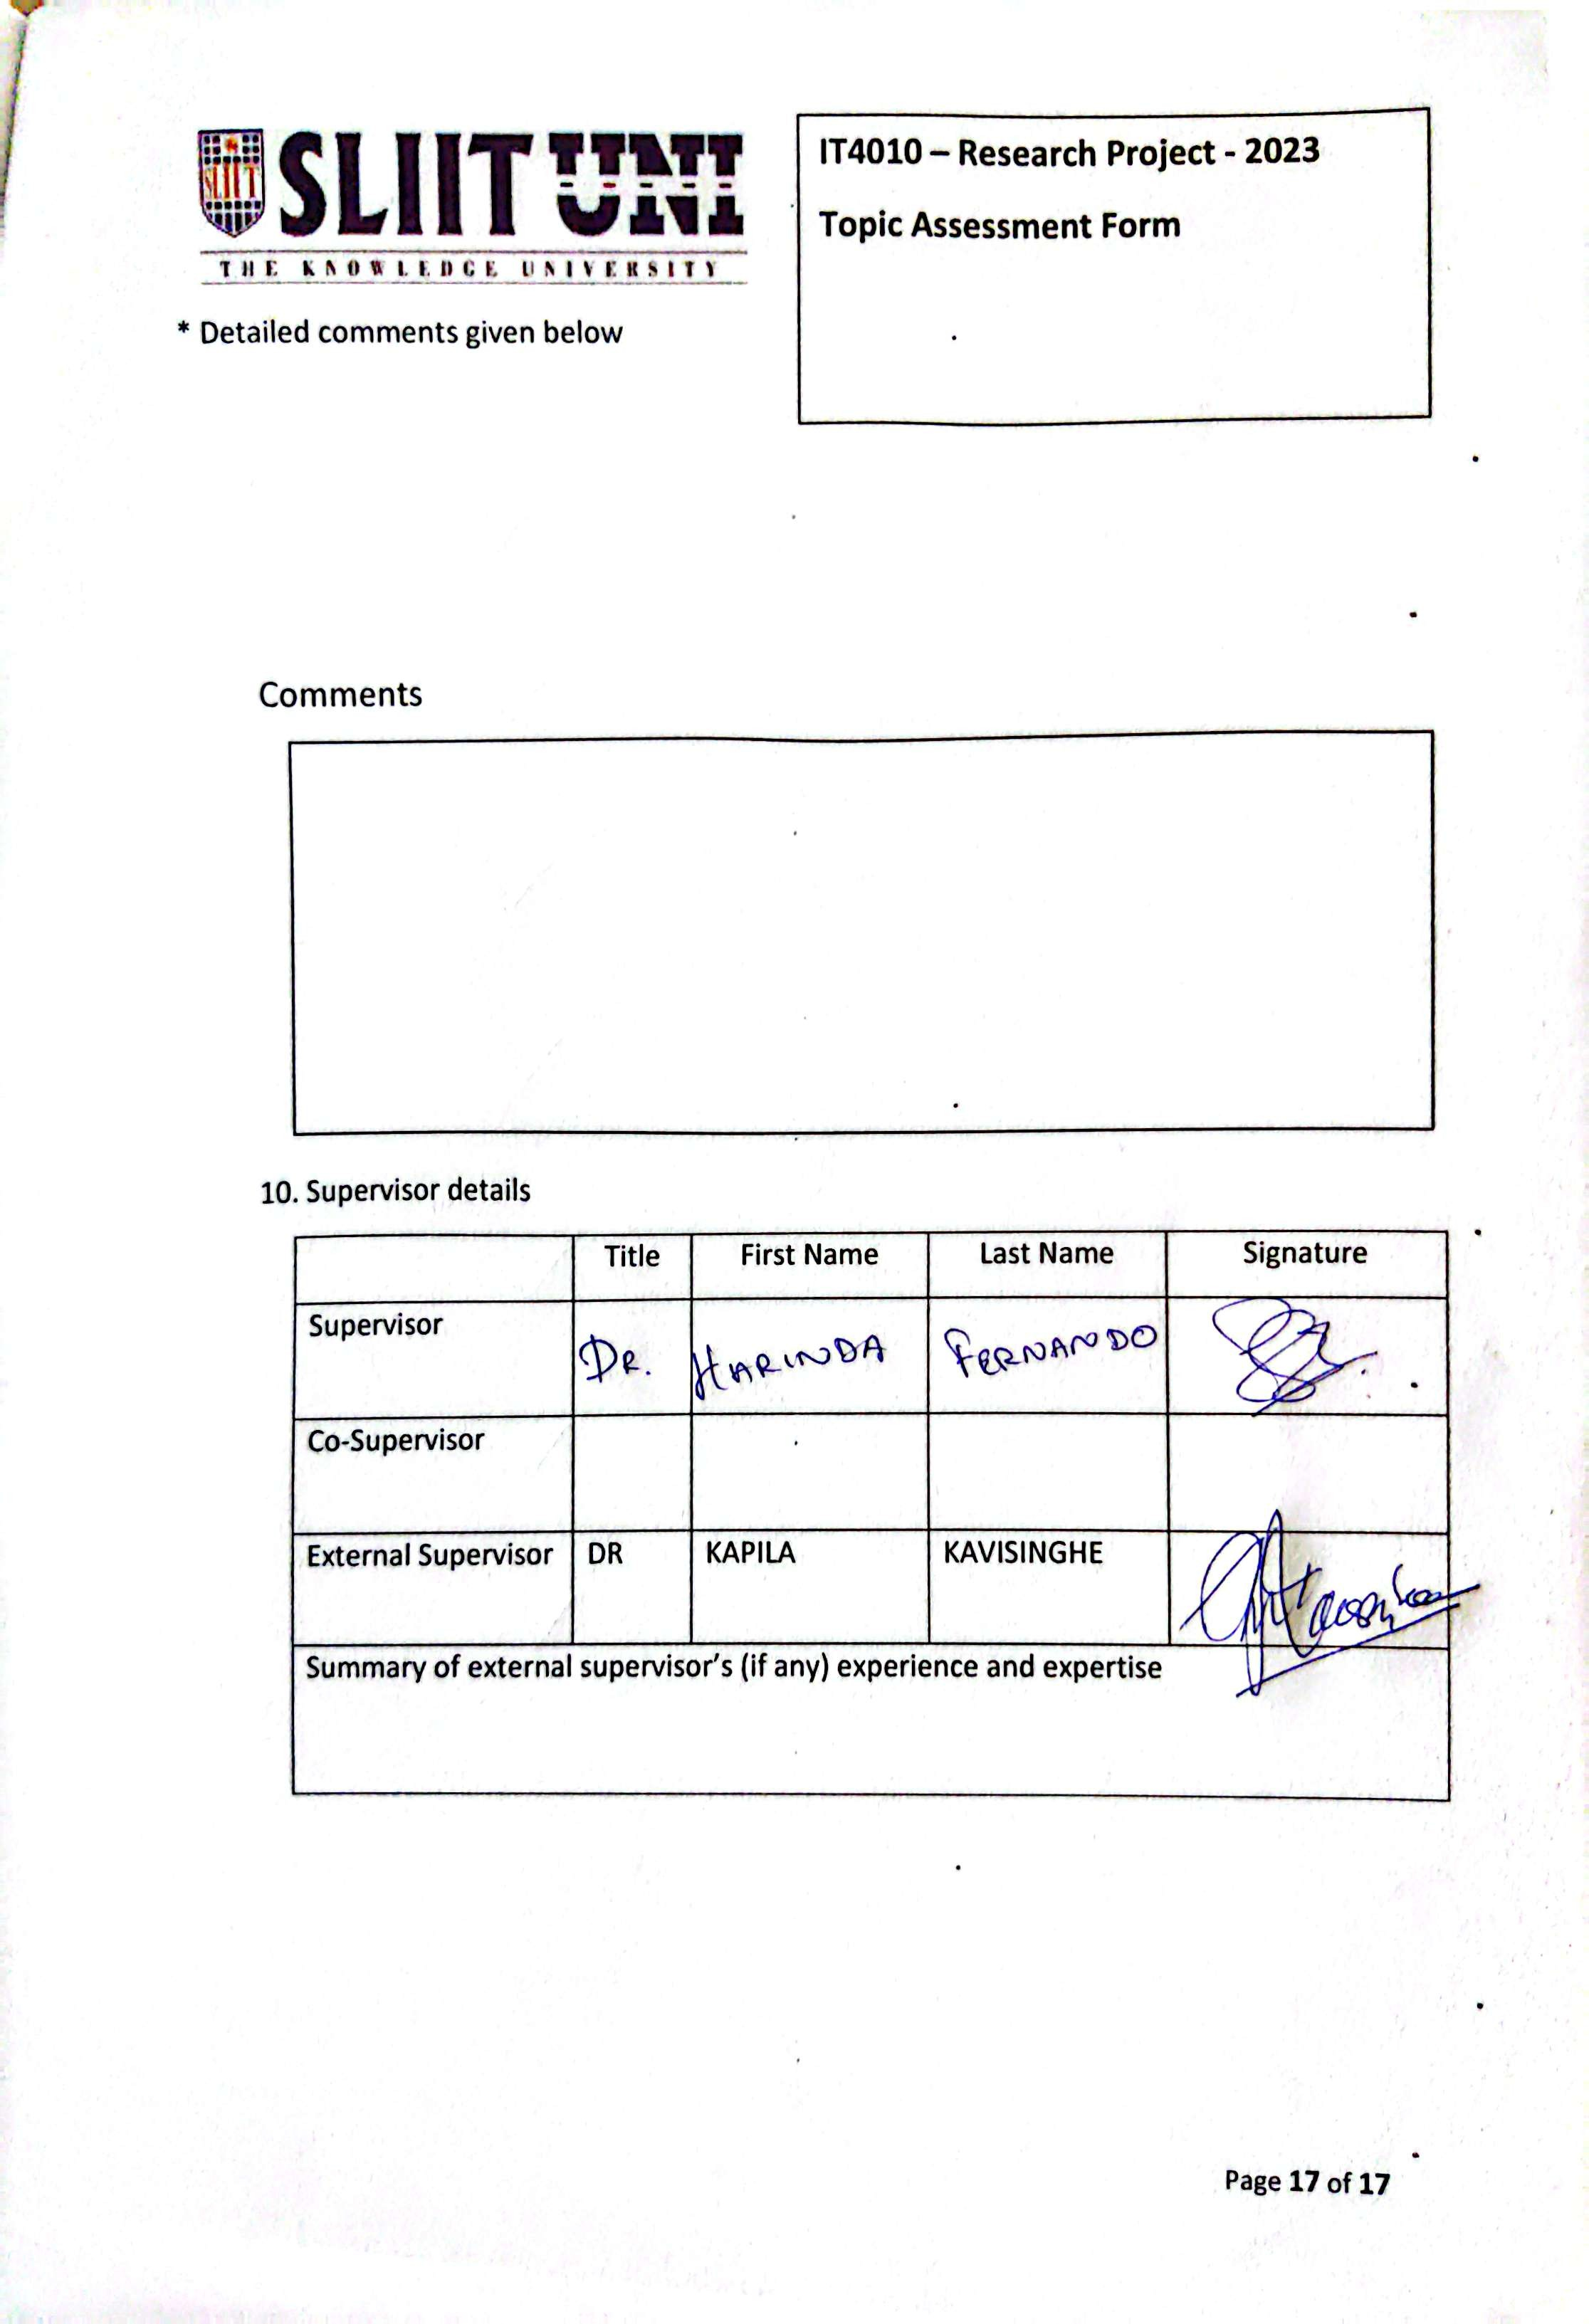 SLIIT
SLIIT UNI
THE KNOWLEDGE UNIVERSITY
IT4010 – Research Project - 2023
Topic Assessment Form
* Detailed comments given below
Comments
10. Supervisor details
Title First Name Last Name Signature
Supervisor DR. HARINDA FERNANDO
Co-Supervisor
External Supervisor DR KAPILA KAVISINGHE
Summary of external supervisor's (if any) experience and expertise
Page 17 of 17